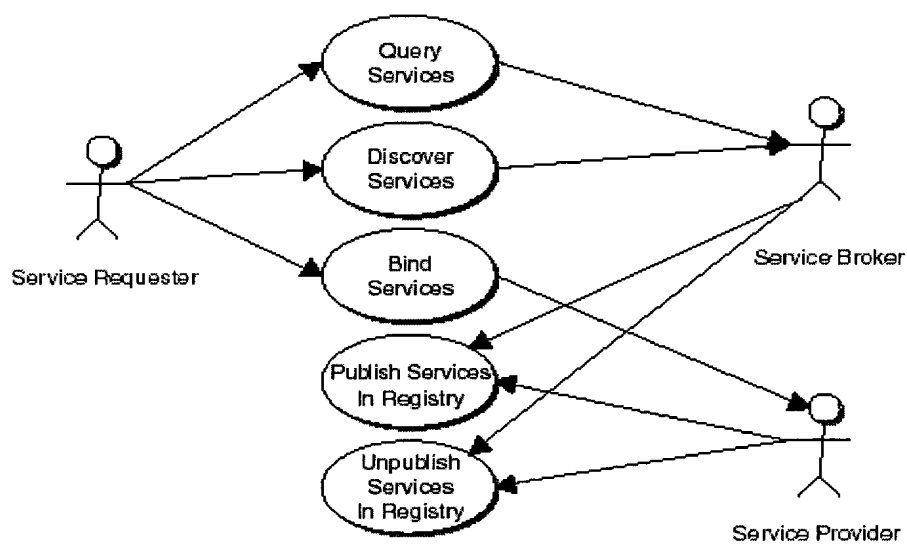 Query
Services
Discover
Services
Service Requester
Bind
Services
Service Broker
Publish Services
In Registry
Unpublish
Services
In Registry
Service Provider